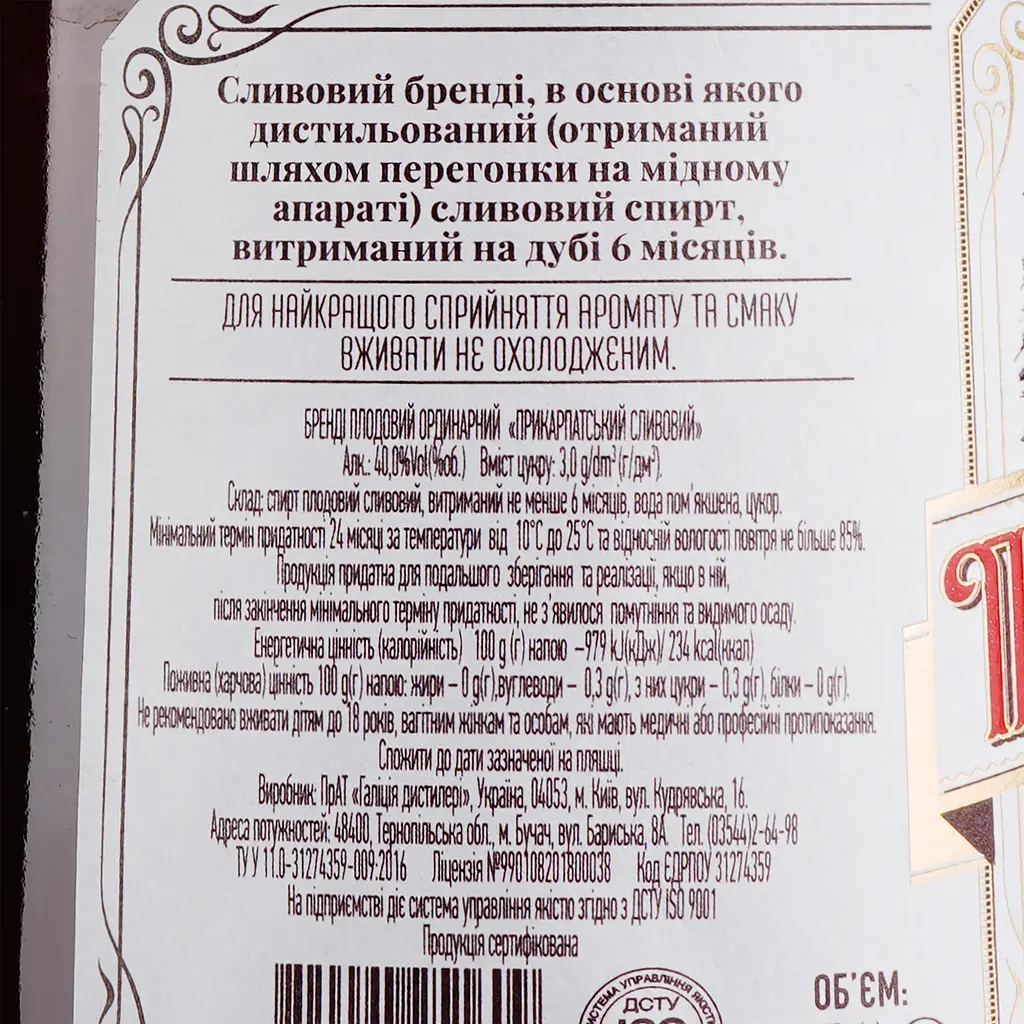 Сливовий бренді, в основі якого
дистильований (отриманий
шляхом перегонки на мідному
апараті) сливовий спирт,
витриманий на дубі 6 місяців.
ДЛЯ НАЙКРАЩОГО СПРИЙНЯТТЯ АРОМАТУ ТА СМАКУ
ВЖИВАТИ НЕ ОХОЛОДЖЕНИМ.
БРЕНДІ ПЛОДОВИЙ ОРДИНАРНИЙ «ПРИКАРПАТСЬКИЙ СЛИВОВИЙ»
Алк.: 40,0%Vol(%об.) Вміст цукру: 3,0 g/dm³(г/дм³).
Склад: спирт плодовий сливовий, витриманий не менше 6 місяців, вода пом'якшена, цукор.
Мінімальний термін придатності 24 місяці за температури від 10°С до 25°С та відносній вологості повітря не більше 85%.
Продукція придатна для подальшого зберігання та реалізації, якщо в ній,
після закінчення мінімального терміну придатності, не з'явилося помутніння та видимого осаду.
Енергетична цінність (калорійність) 100 g (г) напою –979 kJ(кДж)/ 234 kcal(ккал)
Поживна (харчова) цінність 100 g(г) напою: жири – 0 g(г),вуглеводи – 0,3 g(г), з них цукри – 0,3 g(г), білки – 0 g(г).
Не рекомендовано вживати дітям до 18 років, вагітним жінкам та особам, які мають медичні або професійні протипоказання.
Спожити до дати зазначеної на пляшці.
Виробник: ПрАТ «Галіція дистилері», Україна, 04053, м. Київ, вул. Кудрявська, 16.
Адреса потужностей: 48400, Тернопільська обл., м. Бучач, вул. Бариська, 8А Тел. (03544)2-64-98
ТУ У 11.0-31274359-009:2016 Ліцензія №990108201800038 Код ЄДРПОУ 31274359
На підприємстві діє система управління якістю згідно з ДСТУ ISO 9001
Продукція сертифікована
СИСТЕМА УПРАВЛІННЯ ЯКІСТЮ
ДСТУ
ISO
ОБ'ЄМ: